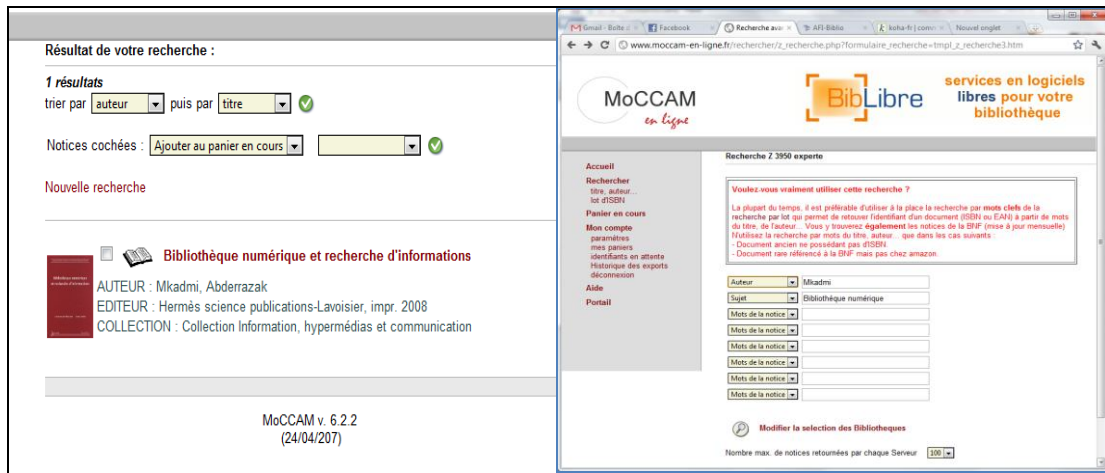 Résultat de votre recherche :
1 résultats
trier par auteur puis par titre
Notices cochées : Ajouter au panier en cours
Nouvelle recherche
Bibliothèque numérique et recherche d'informations
AUTEUR : Mkadmi, Abderrazak
EDITEUR : Hermès science publications-Lavoisier, impr. 2008
COLLECTION : Collection Information, hypermédias et communication
MoCCAM v. 6.2.2
(24/04/207)
Gmail - Boîte d
Facebook
Recherche avan
AFI-Biblio
koha-fr | comm
Nouvel onglet
www.moccam-en-ligne.fr/rechercher/z_recherche.php?formulaire_recherche=tmpl_z_recherche3.htm
MoCCAM
en ligne
BibLibre
services en logiciels
libres pour votre
bibliothèque
Accueil
Rechercher
titre, auteur...
lot d'ISBN
Panier en cours
Mon compte
paramètres
mes paniers
identifiants en attente
Historique des exports
déconnexion
Aide
Portail
Recherche Z 3950 experte
Voulez-vous vraiment utiliser cette recherche ?
La plupart du temps, il est préférable d'utiliser à la place la recherche par mots clefs de la
recherche par lot qui permet de retouver l'identifiant d'un document (ISBN ou EAN) à partir de mots
du titre, de l'auteur... Vous y trouverez également les notices de la BNF (mise à jour mensuelle)
N'utilisez la recherche par mots du titre, auteur... que dans les cas suivants :
- Document ancien ne possédant pas d'ISBN.
- Document rare référencé à la BNF mais pas chez amazon.
Auteur Mkadmi
Sujet Bibliothèque numérique
Mots de la notice
Mots de la notice
Mots de la notice
Mots de la notice
Mots de la notice
Mots de la notice
Modifier la selection des Bibliotheques
Nombre max. de notices retournées par chaque Serveur 100